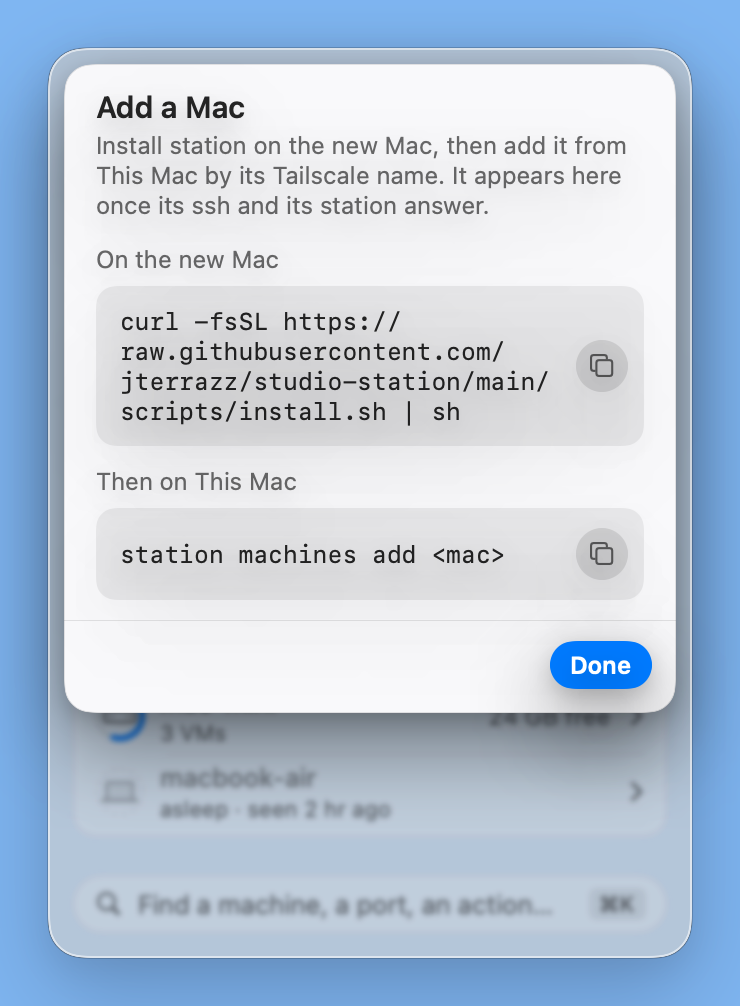 Add a Mac
Install station on the new Mac, then add it from
This Mac by its Tailscale name. It appears here
once its ssh and its station answer.
On the new Mac
curl -fsSL https://
raw.githubusercontent.com/
jterrazz/studio-station/main/
scripts/install.sh | sh
Then on This Mac
station machines add <mac>
Done
3 VMs
24 GB free
macbook-air
asleep · seen 2 hr ago
Find a machine, a port, an action...
⌘K